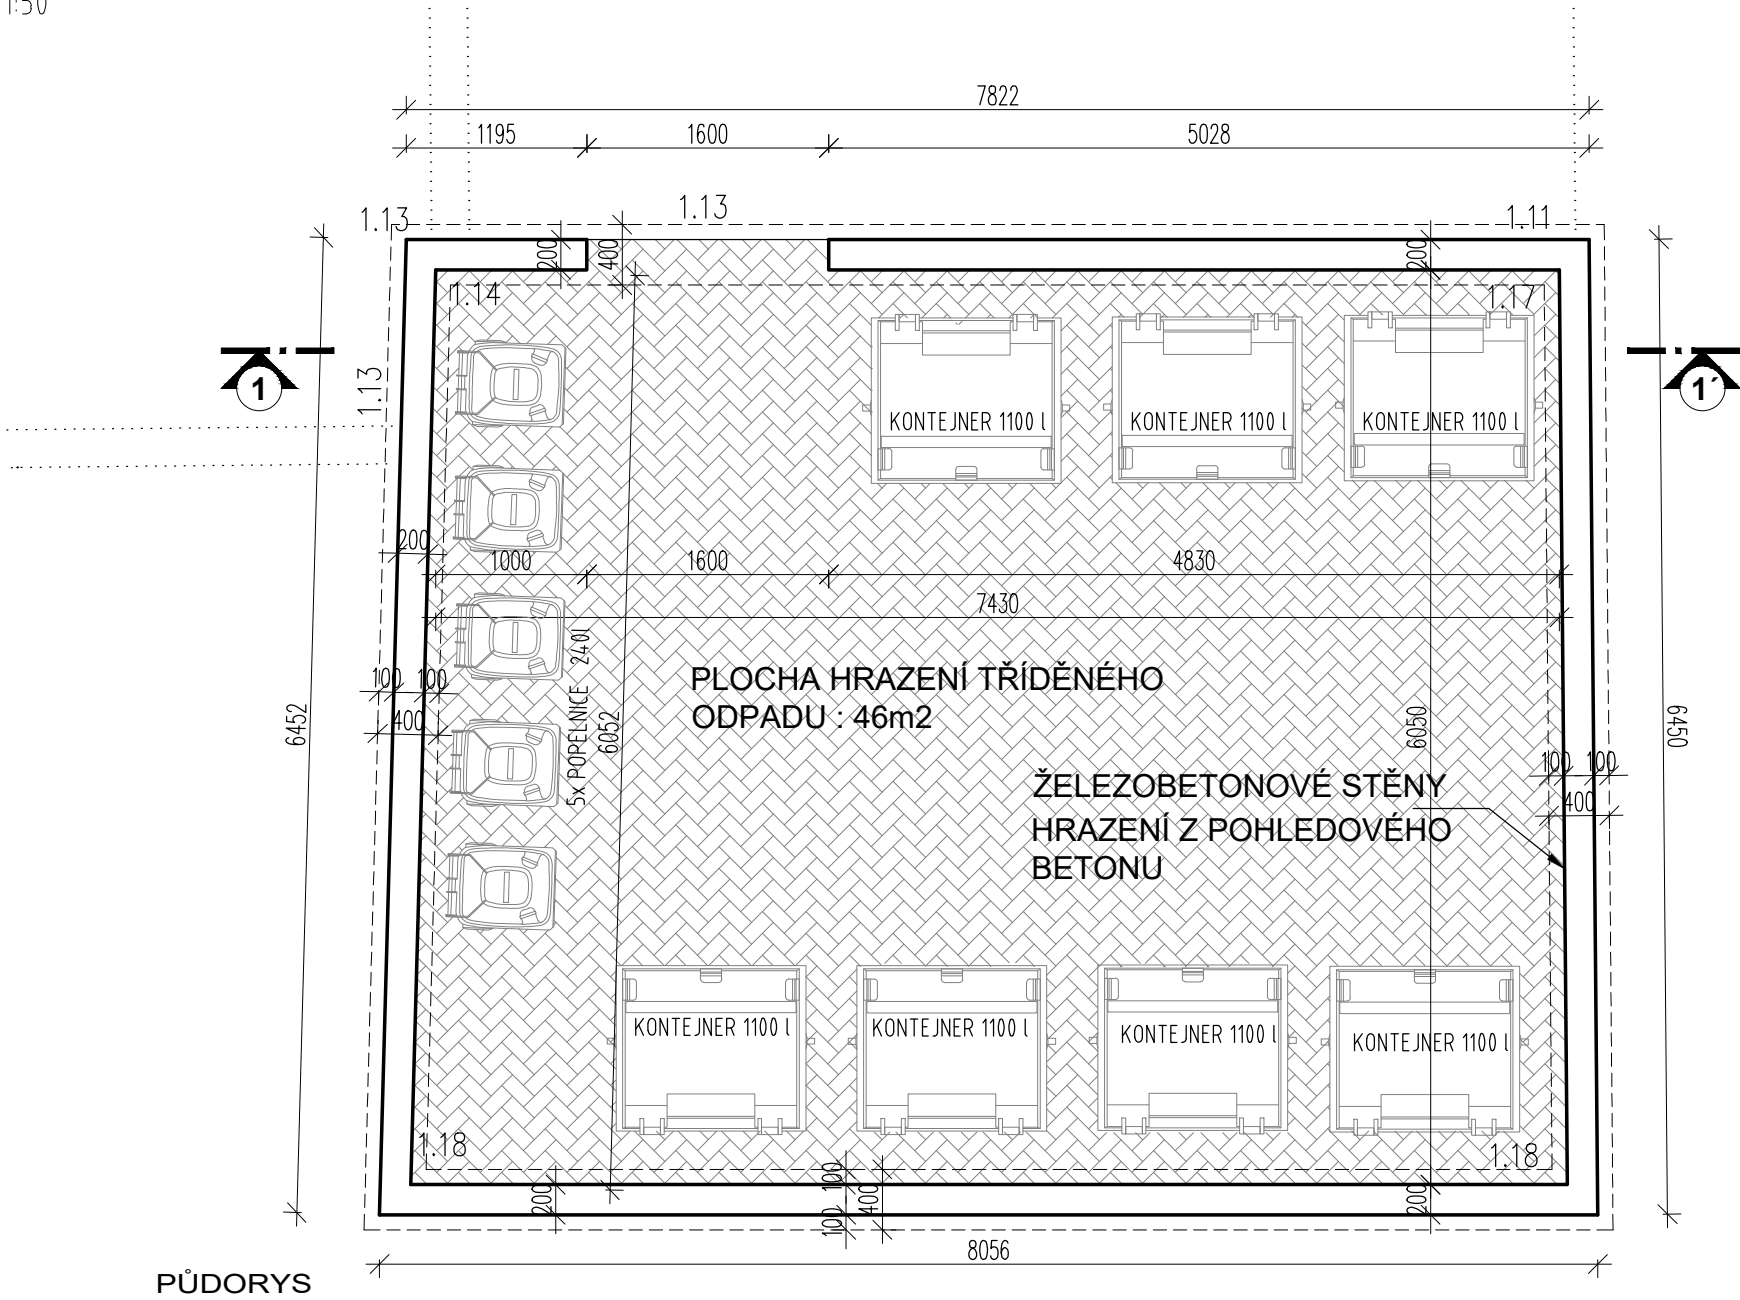 1:50
7822
1195
1600
5028
1.13
1.13
1.11
200
400
200
1.14
1.17
1
1.13
1´
KONTEJNER 1100 l
KONTEJNER 1100 l
KONTEJNER 1100 l
200
1000
1600
4830
7430
5x POPELNICE 240l
6052
6452
100
100
400
PLOCHA HRAZENÍ TŘÍDĚNÉHO
ODPADU : 46m2
6050
6450
ŽELEZOBETONOVÉ STĚNY
HRAZENÍ Z POHLEDOVÉHO
BETONU
100
100
400
KONTEJNER 1100 l
KONTEJNER 1100 l
KONTEJNER 1100 l
KONTEJNER 1100 l
1.18
1.18
200
100
100
400
200
8056
PŮDORYS